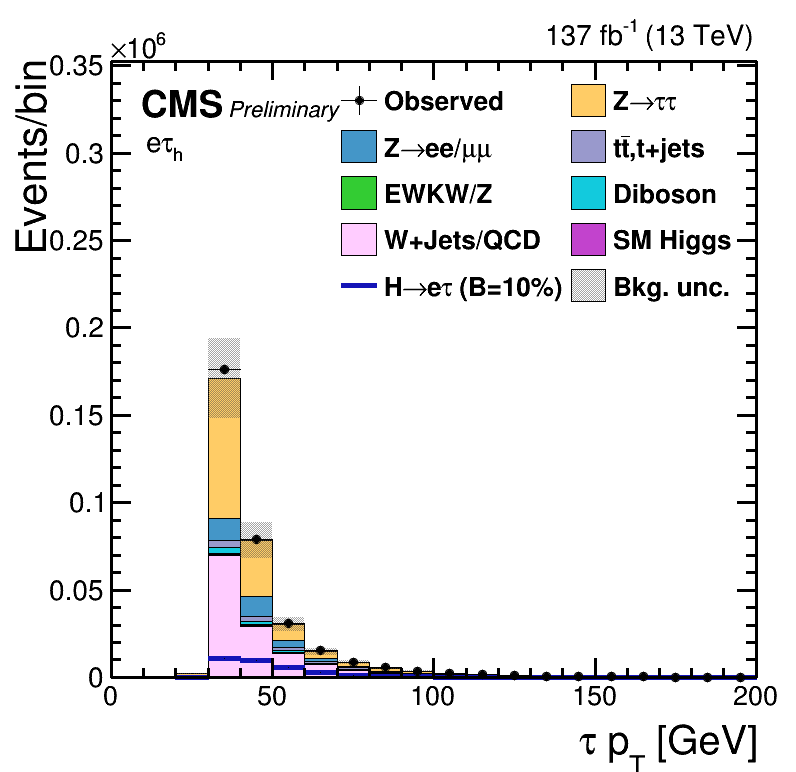 ×10⁶
137 fb⁻¹ (13 TeV)
Events/bin
0.35
0.3
0.25
0.2
0.15
0.1
0.05
0
CMS Preliminary
eτₕ
Observed
Z→ττ
Z→ee/μμ
tt̄,t+jets
EWKW/Z
Diboson
W+Jets/QCD
SM Higgs
H→eτ (B=10%)
Bkg. unc.
0 50 100 150 200
τ p_T [GeV]